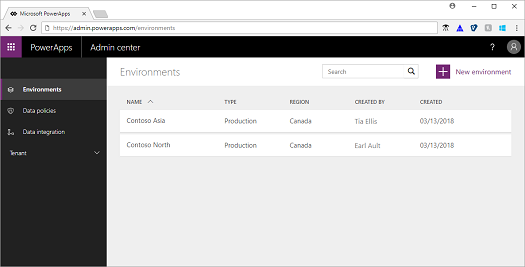 Microsoft PowerApps
https://admin.powerapps.com/environments
PowerApps Admin center ?
Environments
Data policies
Data integration
Tenant
Environments Search New environment
NAME TYPE REGION CREATED BY CREATED
Contoso Asia Production Canada Tia Ellis 03/13/2018
Contoso North Production Canada Earl Ault 03/13/2018